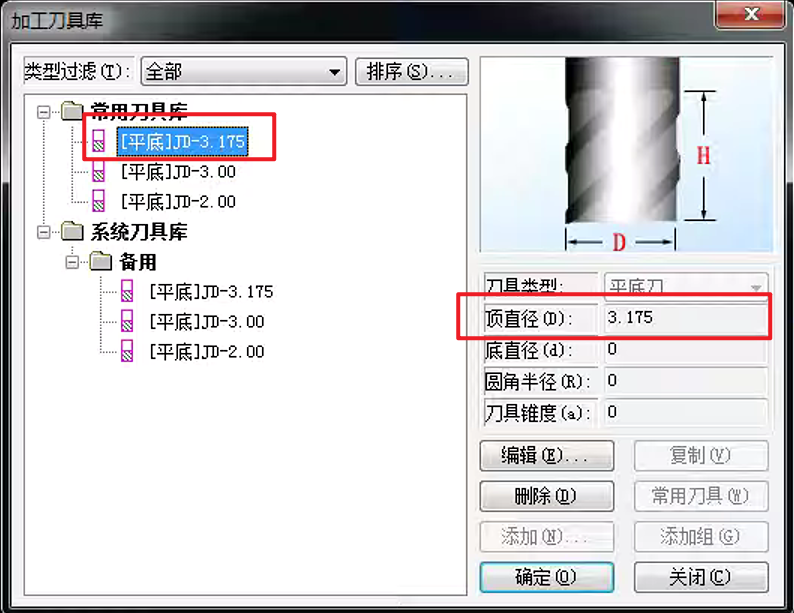 加工刀具库
类型过滤(T): 全部 排序(S)...
常用刀具库
[平底]JD-3.175
[平底]JD-3.00
[平底]JD-2.00
系统刀具库
备用
[平底]JD-3.175
[平底]JD-3.00
[平底]JD-2.00
H
D
刀具类型: 平底刀
顶直径(D): 3.175
底直径(d): 0
圆角半径(R): 0
刀具锥度(a): 0
编辑(E)... 复制(V)
删除(D) 常用刀具(W)
添加(N)... 添加组(G)
确定(O) 关闭(C)